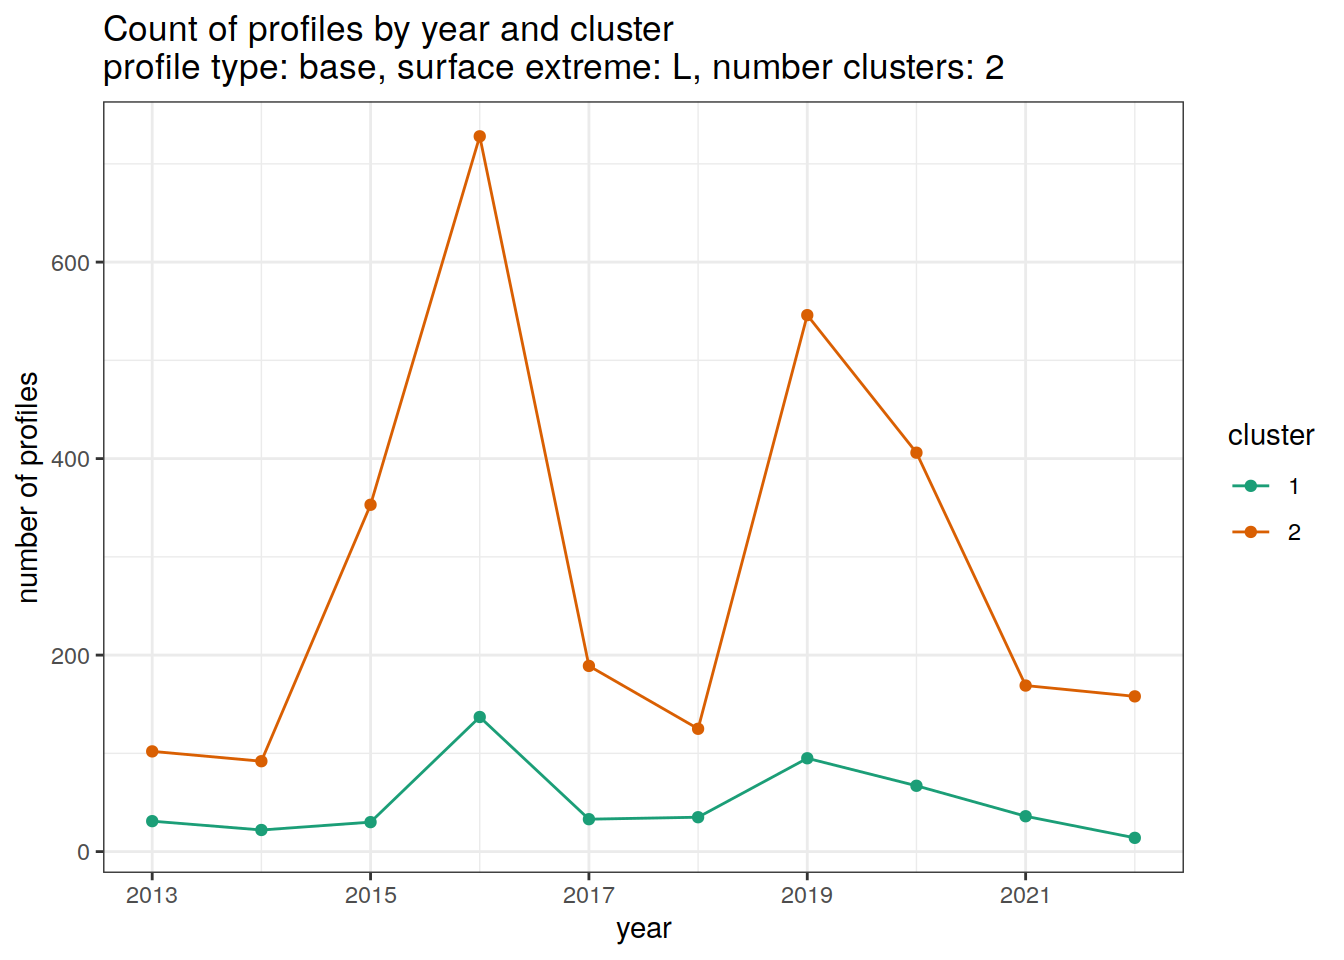 Count of profiles by year and cluster
profile type: base, surface extreme: L, number clusters: 2
600
400
200
0
number of profiles
2013
2015
2017
2019
2021
year
cluster
1
2